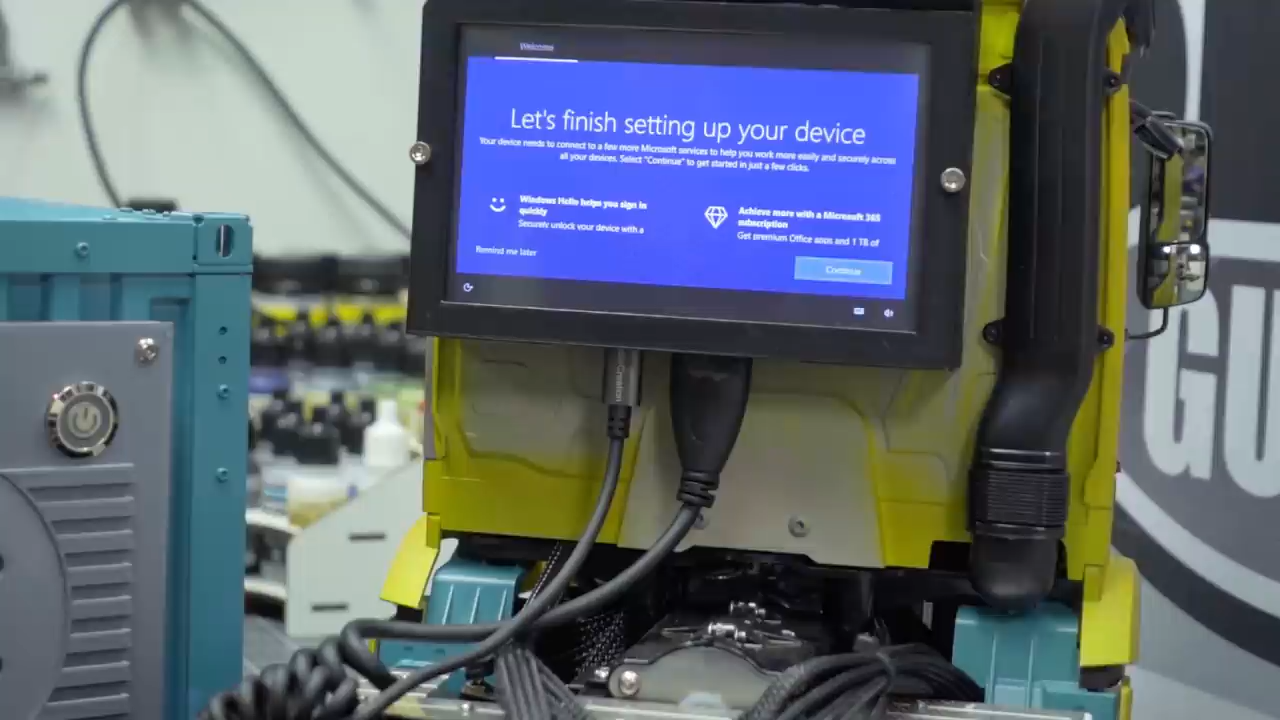 Welcome
Let's finish setting up your device
Your device needs to connect to a few more Microsoft services to help you work more easily and securely across
all your devices. Select "Continue" to get started in just a few clicks.
Windows Hello helps you sign in
quickly
Securely unlock your device with a
Achieve more with a Microsoft 365
subscription
Get premium Office apps and 1 TB of
Remind me later
Continue
Creation
GU